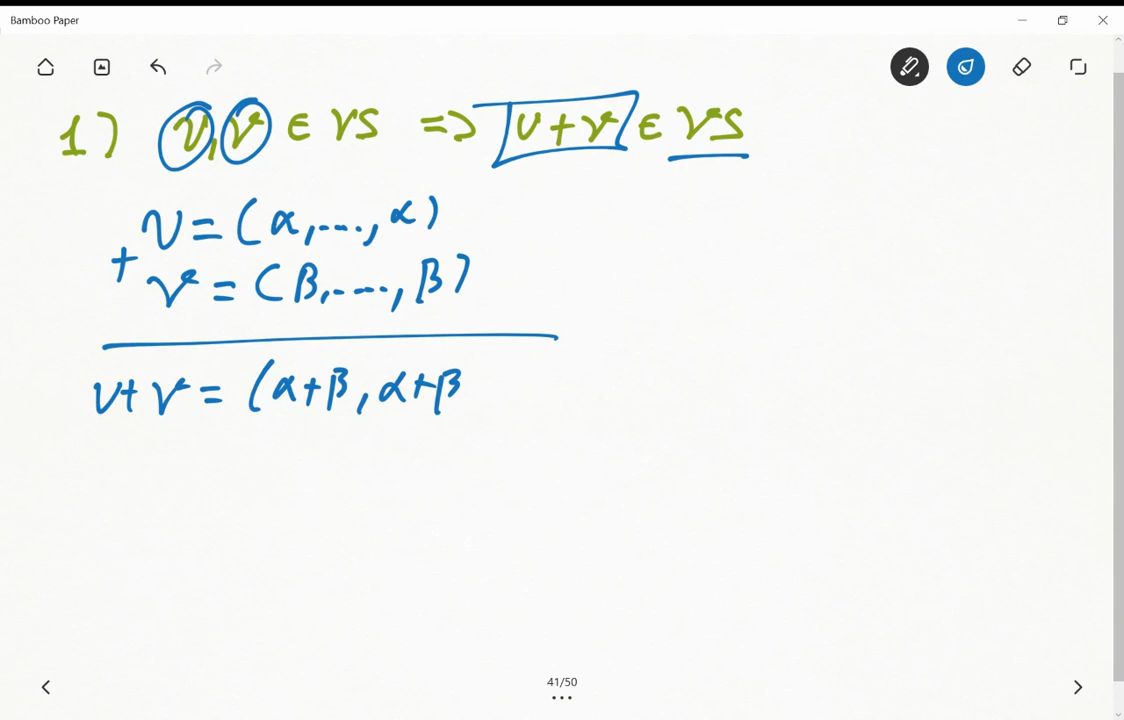 Bamboo Paper
1) u, v ∈ VS => u + v ∈ VS
u = (α, ..., α)
+ v = (β, ..., β)
u + v = (α + β, α + β
41/50